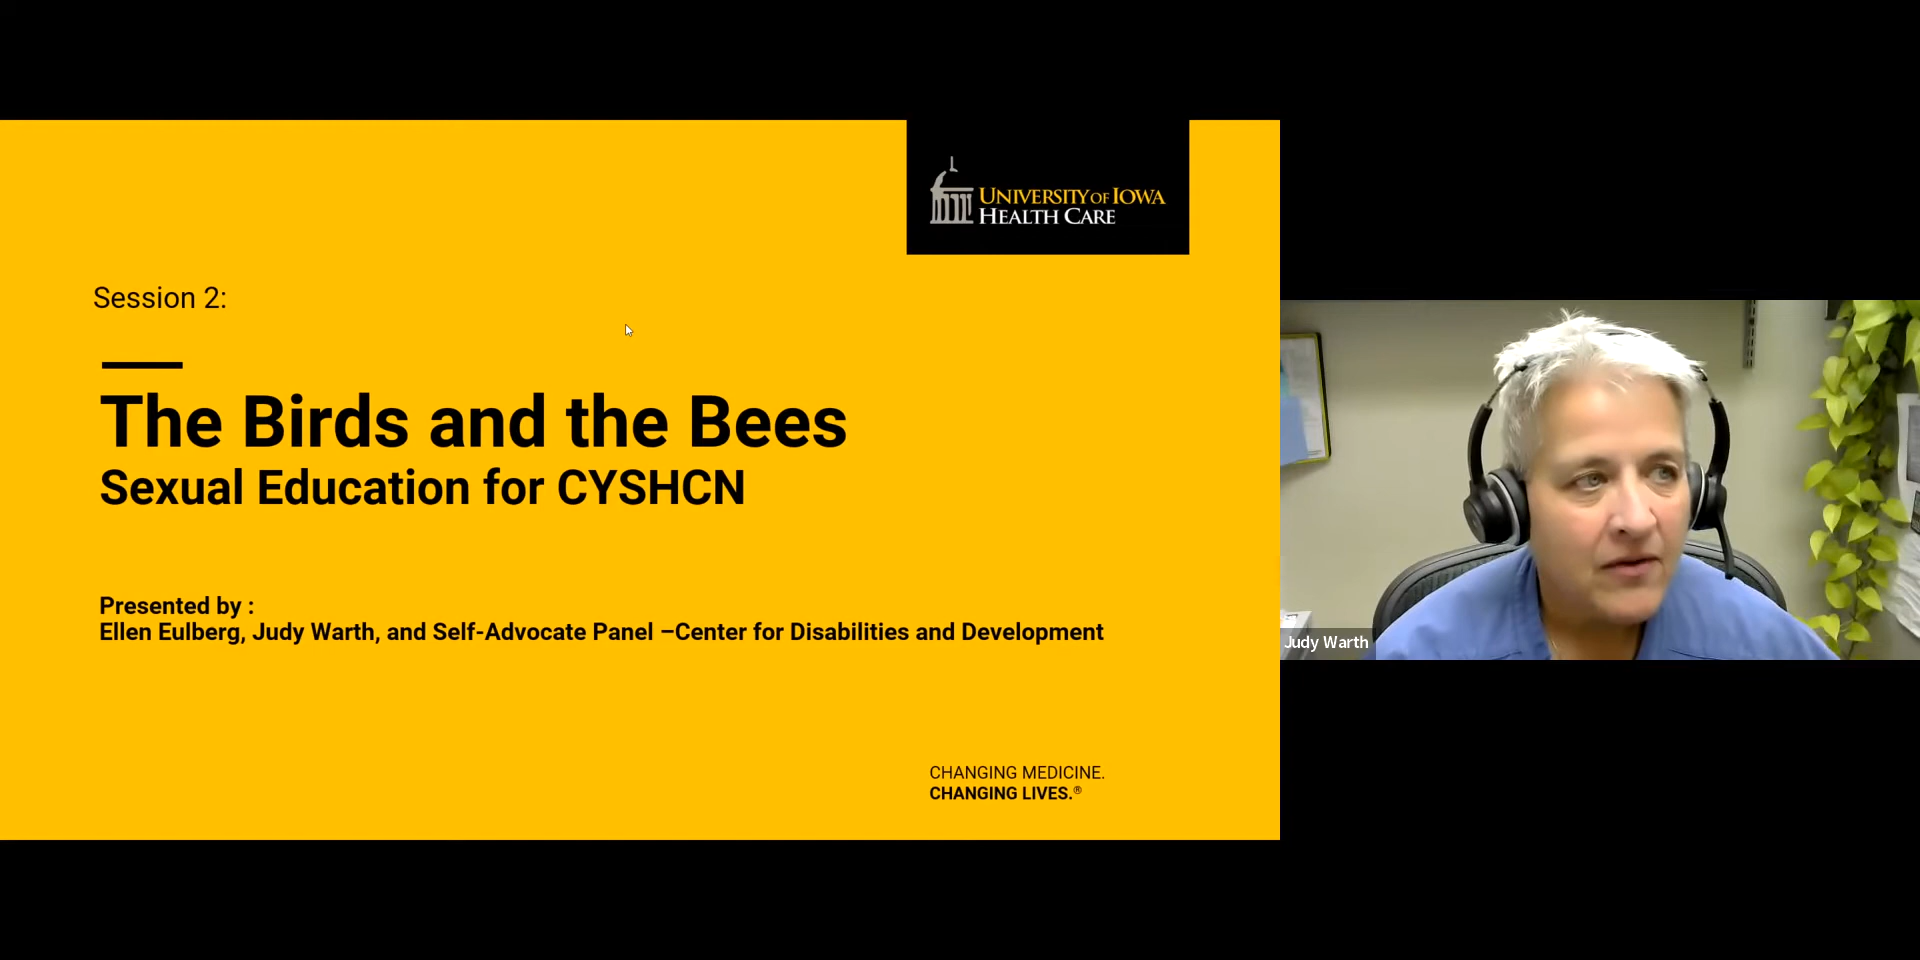 UNIVERSITY OF IOWA
HEALTH CARE
Session 2:
The Birds and the Bees
Sexual Education for CYSHCN
Presented by :
Ellen Eulberg, Judy Warth, and Self-Advocate Panel –Center for Disabilities and Development
CHANGING MEDICINE.
CHANGING LIVES.®
Judy Warth